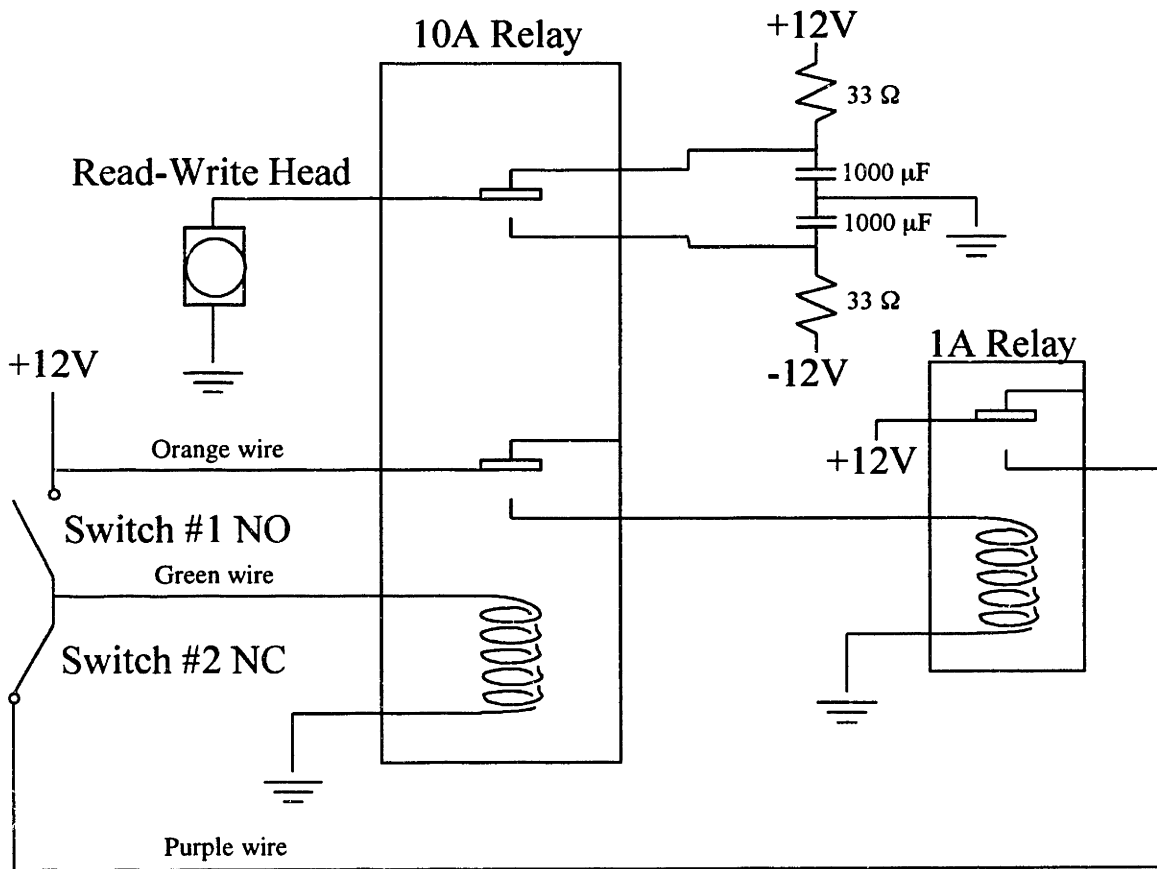 +12V
10A Relay
33 Ω
Read-Write Head
1000 µF
1000 µF
33 Ω
-12V
1A Relay
+12V
Orange wire
+12V
Switch #1 NO
Green wire
Switch #2 NC
Purple wire